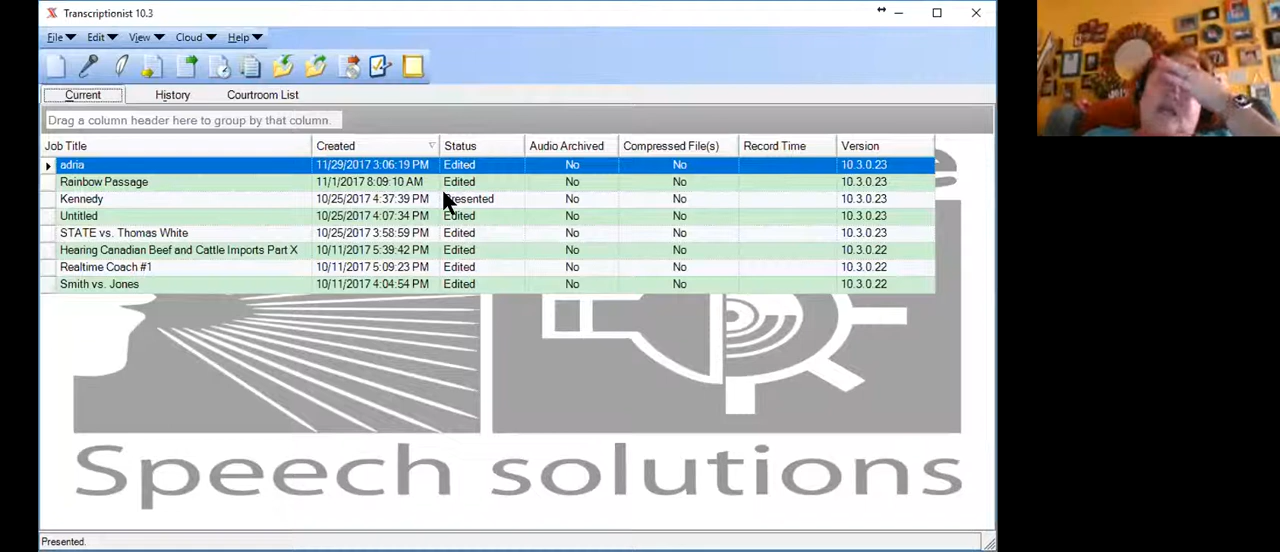 Transcriptionist 10.3
File Edit View Cloud Help
Current History Courtroom List
Drag a column header here to group by that column.
Job Title Created Status Audio Archived Compressed File(s) Record Time Version
adria 11/29/2017 3:06:19 PM Edited No No 10.3.0.23
Rainbow Passage 11/1/2017 8:09:10 AM Edited No No 10.3.0.23
Kennedy 10/25/2017 4:37:39 PM Presented No No 10.3.0.23
Untitled 10/25/2017 4:07:34 PM Edited No No 10.3.0.23
STATE vs. Thomas White 10/25/2017 3:58:59 PM Edited No No 10.3.0.23
Hearing Canadian Beef and Cattle Imports Part X 10/11/2017 5:39:42 PM Edited No No 10.3.0.22
Realtime Coach #1 10/11/2017 5:09:23 PM Edited No No 10.3.0.22
Smith vs. Jones 10/11/2017 4:04:54 PM Edited No No 10.3.0.22
Speech solutions
Presented.